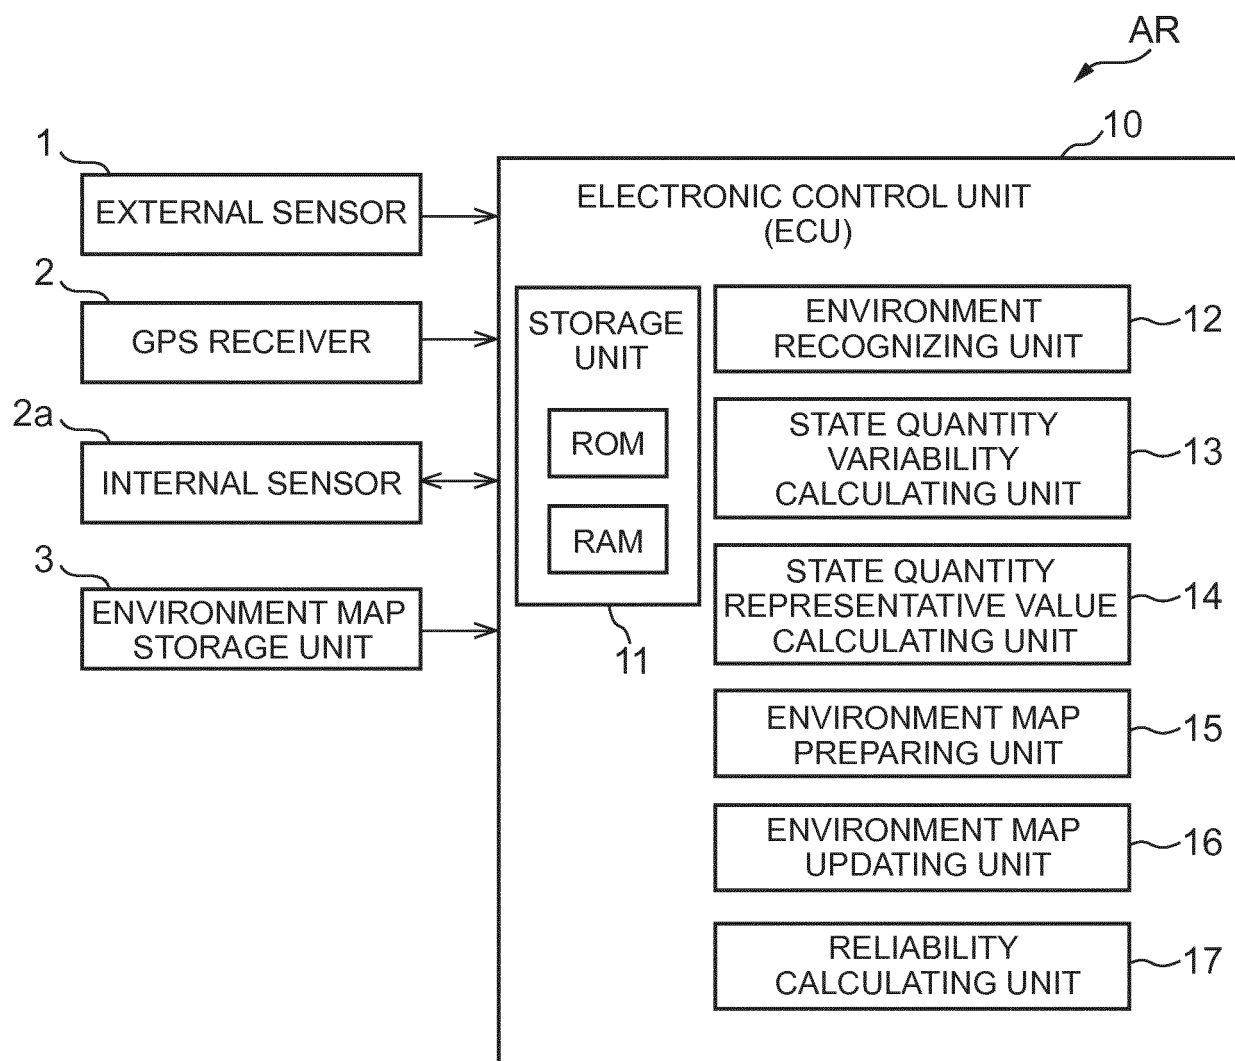 AR
10
1
EXTERNAL SENSOR
2
GPS RECEIVER
2a
INTERNAL SENSOR
3
ENVIRONMENT MAP
STORAGE UNIT
ELECTRONIC CONTROL UNIT
(ECU)
STORAGE
UNIT
ROM
RAM
11
ENVIRONMENT
RECOGNIZING UNIT
12
STATE QUANTITY
VARIABILITY
CALCULATING UNIT
13
STATE QUANTITY
REPRESENTATIVE VALUE
CALCULATING UNIT
14
ENVIRONMENT MAP
PREPARING UNIT
15
ENVIRONMENT MAP
UPDATING UNIT
16
RELIABILITY
CALCULATING UNIT
17